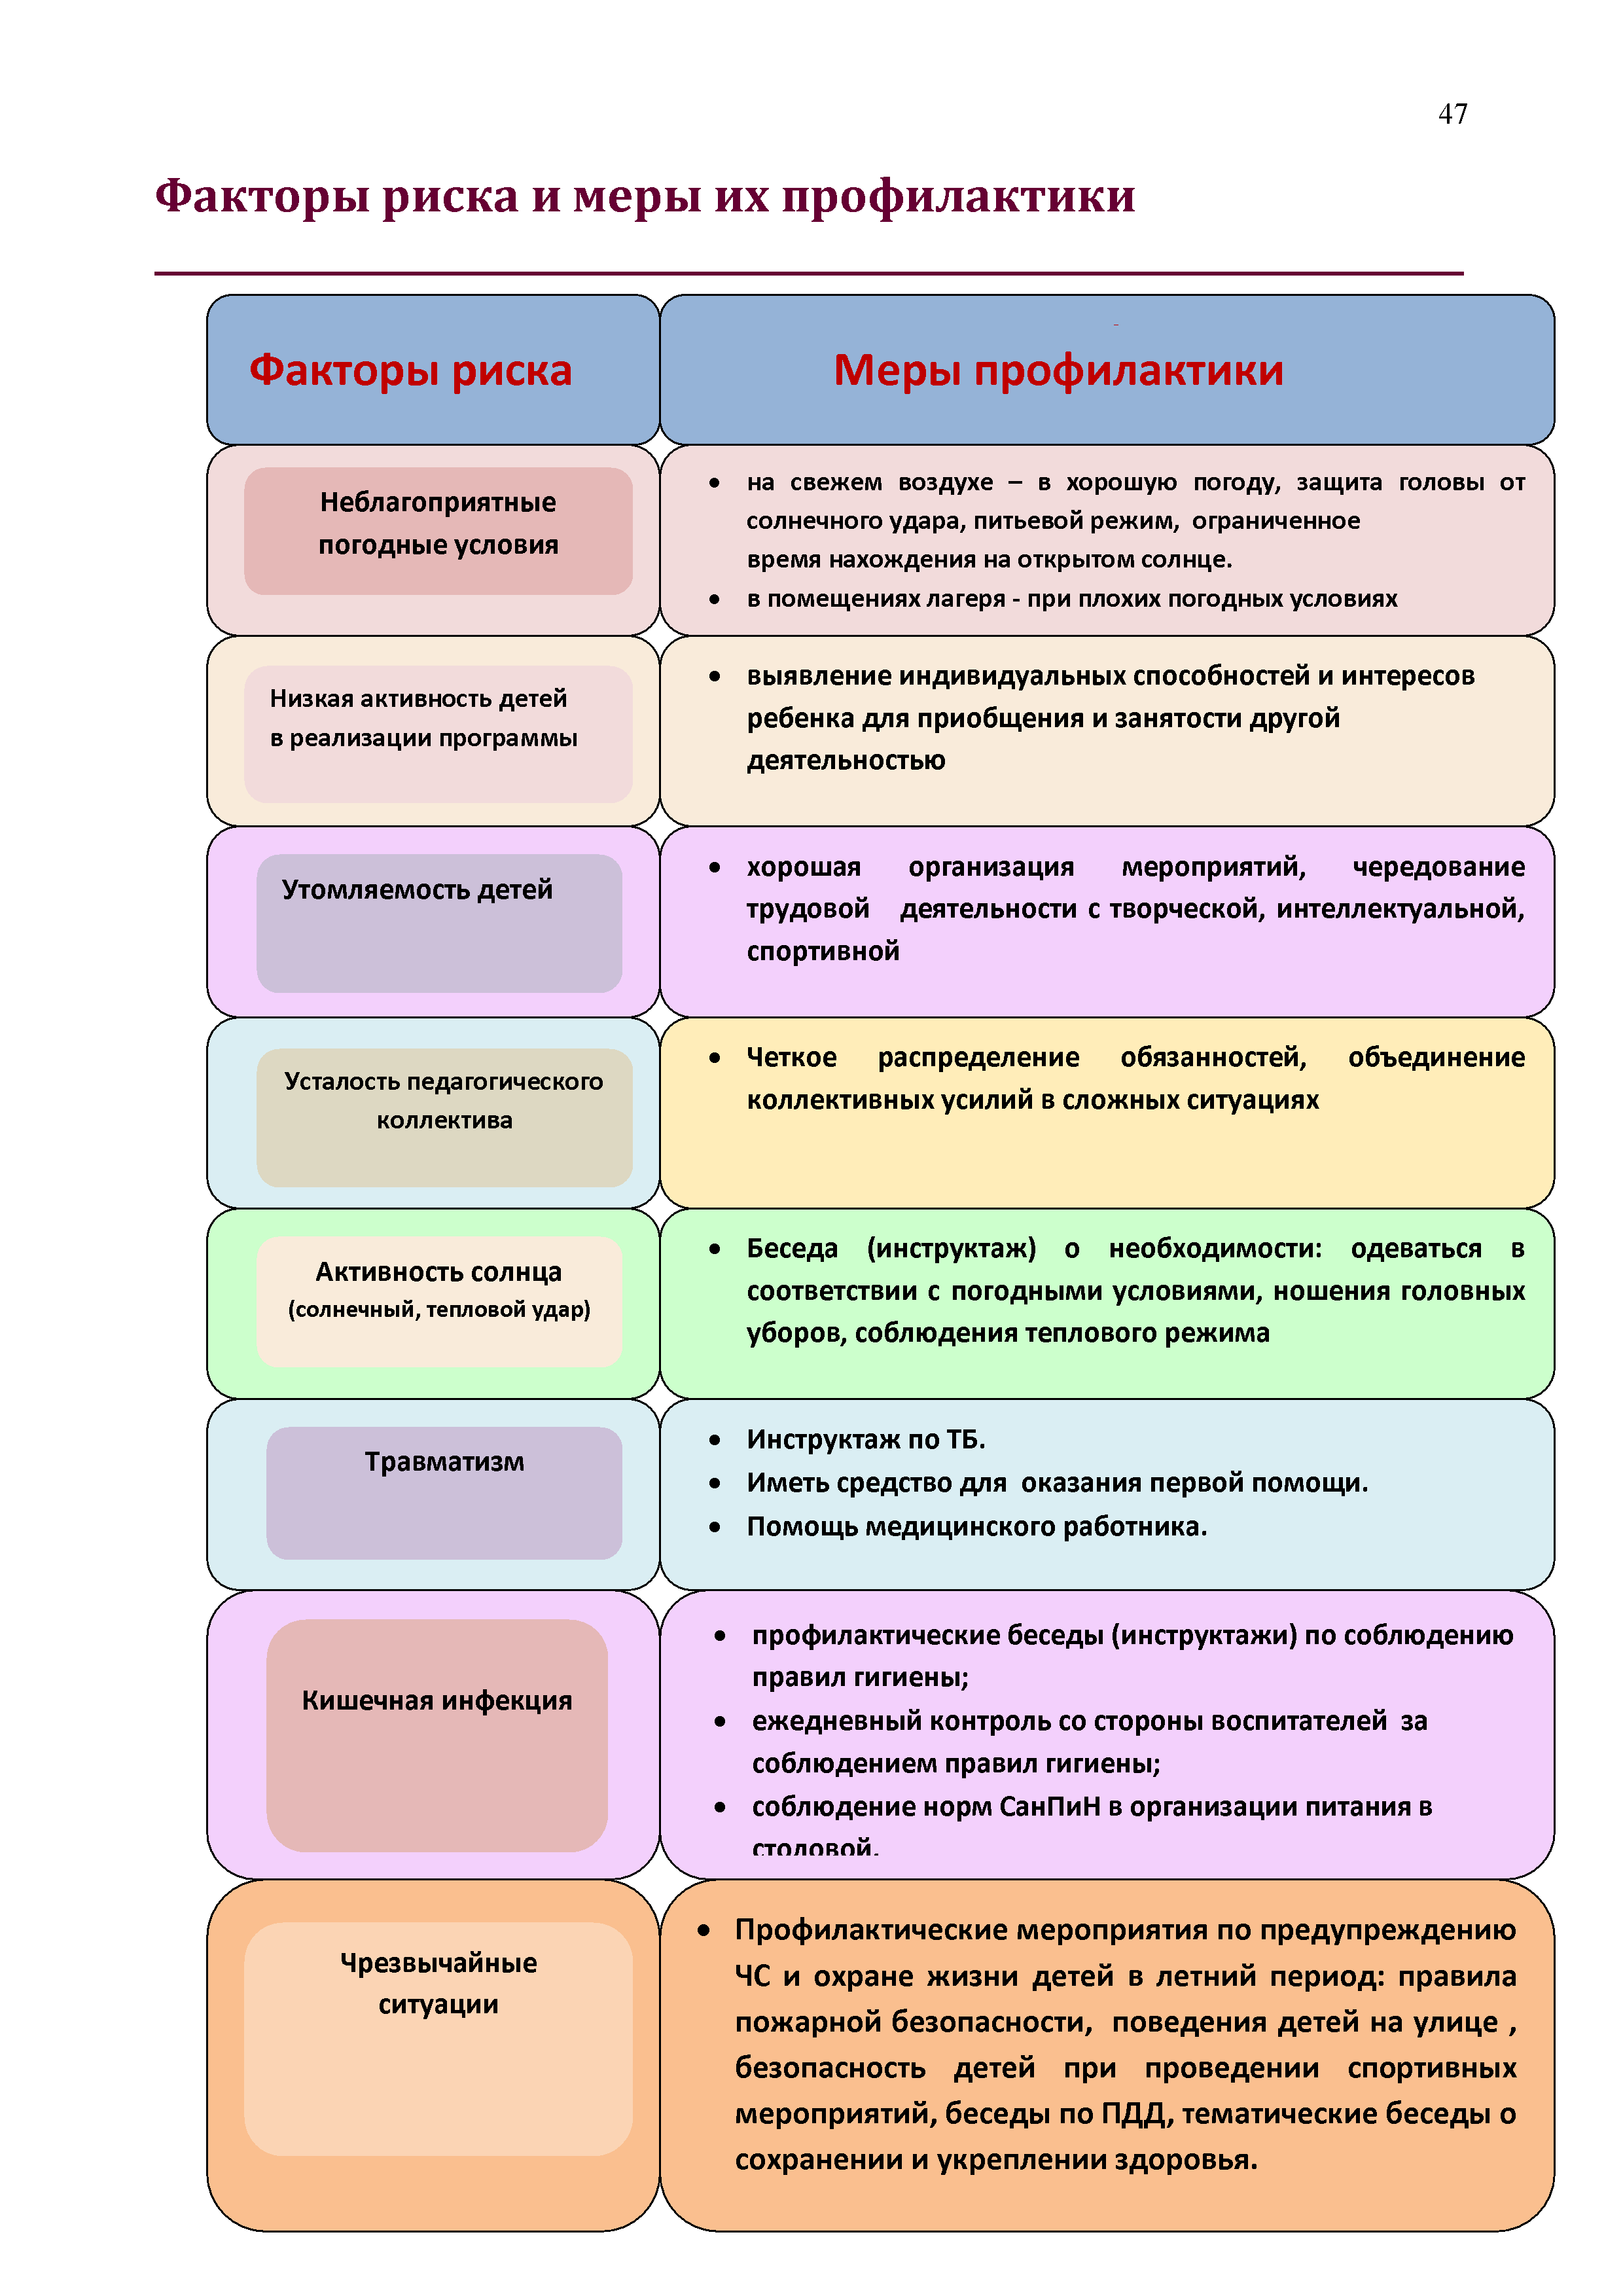 47
Факторы риска и меры их профилактики
Факторы риска
Меры профилактики
Неблагоприятные
погодные условия
• на свежем воздухе – в хорошую погоду, защита головы от
солнечного удара, питьевой режим, ограниченное
время нахождения на открытом солнце.
• в помещениях лагеря - при плохих погодных условиях
Низкая активность детей
в реализации программы
• выявление индивидуальных способностей и интересов
ребенка для приобщения и занятости другой
деятельностью
Утомляемость детей
• хорошая организация мероприятий, чередование
трудовой деятельности с творческой, интеллектуальной,
спортивной
Усталость педагогического
коллектива
• Четкое распределение обязанностей, объединение
коллективных усилий в сложных ситуациях
Активность солнца
(солнечный, тепловой удар)
• Беседа (инструктаж) о необходимости: одеваться в
соответствии с погодными условиями, ношения головных
уборов, соблюдения теплового режима
Травматизм
• Инструктаж по ТБ.
• Иметь средство для оказания первой помощи.
• Помощь медицинского работника.
Кишечная инфекция
• профилактические беседы (инструктажи) по соблюдению
правил гигиены;
• ежедневный контроль со стороны воспитателей за
соблюдением правил гигиены;
• соблюдение норм СанПиН в организации питания в
столовой.
Чрезвычайные
ситуации
• Профилактические мероприятия по предупреждению
ЧС и охране жизни детей в летний период: правила
пожарной безопасности, поведения детей на улице ,
безопасность детей при проведении спортивных
мероприятий, беседы по ПДД, тематические беседы о
сохранении и укреплении здоровья.